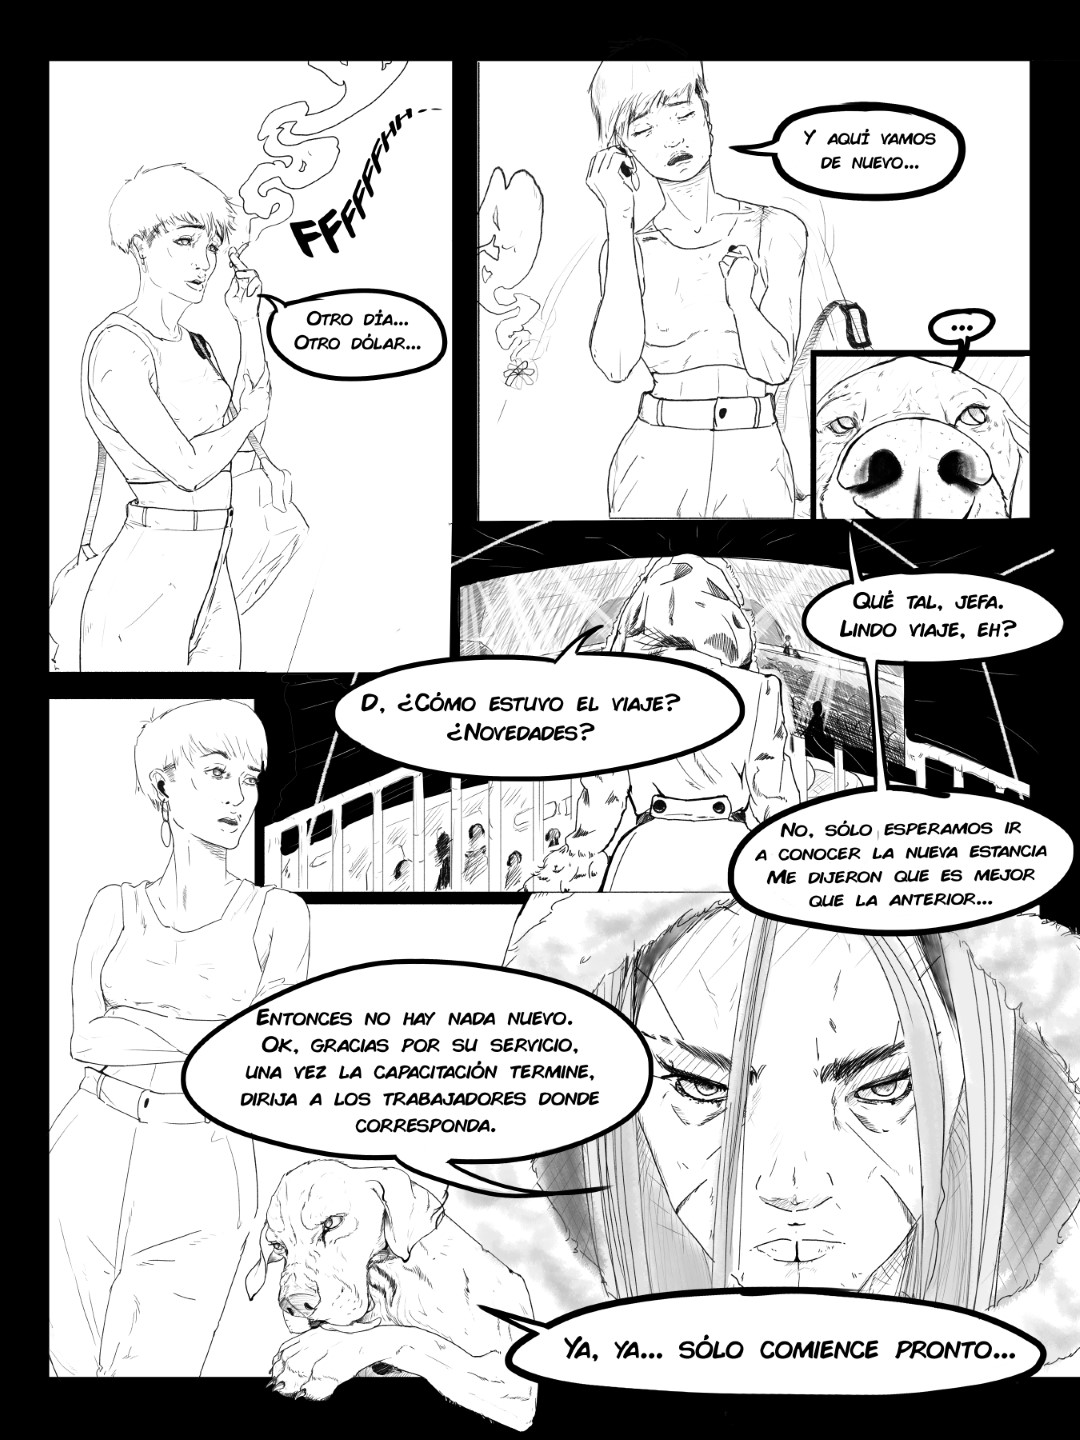 FFFFFFFHH...
OTRO DÍA...
OTRO DÓLAR...
Y AQUÍ VAMOS
DE NUEVO...
...
D, ¿CÓMO ESTUVO EL VIAJE?
¿NOVEDADES?
QUÉ TAL, JEFA.
LINDO VIAJE, EH?
NO, SÓLO ESPERAMOS IR
A CONOCER LA NUEVA ESTANCIA
ME DIJERON QUE ES MEJOR
QUE LA ANTERIOR...
ENTONCES NO HAY NADA NUEVO.
OK, GRACIAS POR SU SERVICIO,
UNA VEZ LA CAPACITACIÓN TERMINE,
DIRIJA A LOS TRABAJADORES DONDE
CORRESPONDA.
YA, YA... SÓLO COMIENCE PRONTO...